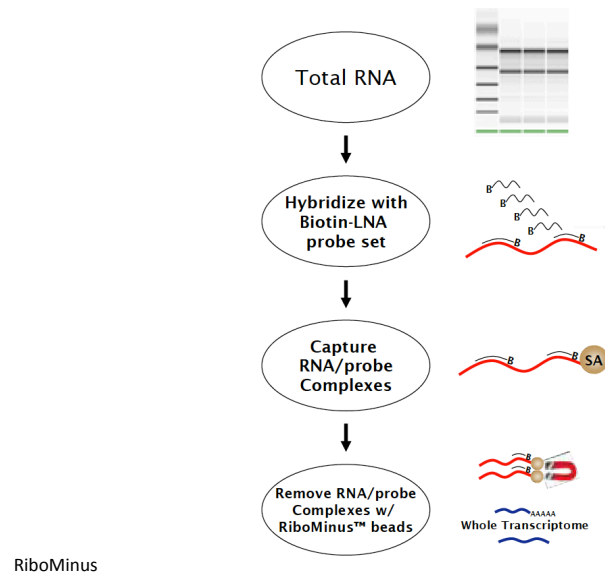 Total RNA
Hybridize with
Biotin-LNA
probe set
B
B
B
B
B
B
Capture
RNA/probe
Complexes
B
B
SA
Remove RNA/probe
Complexes w/
RiboMinus™ beads
B
B
AAAAA
Whole Transcriptome
RiboMinus